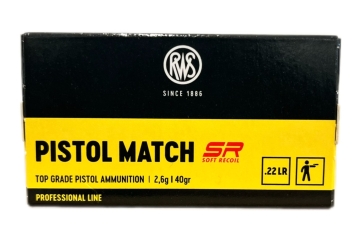 RWS
SINCE 1886
PISTOL MATCH SR
SOFT RECOIL
TOP GRADE PISTOL AMMUNITION | 2,6g | 40gr
.22 LR
PROFESSIONAL LINE